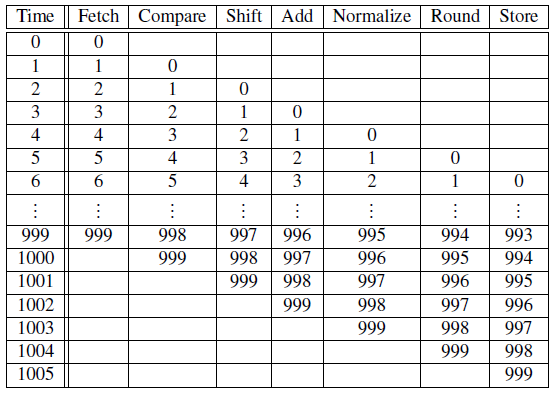 Time Fetch Compare Shift Add Normalize Round Store
0 0
1 1 0
2 2 1 0
3 3 2 1 0
4 4 3 2 1 0
5 5 4 3 2 1 0
6 6 5 4 3 2 1 0
⋮ ⋮ ⋮ ⋮ ⋮ ⋮ ⋮ ⋮
999 999 998 997 996 995 994 993
1000 999 998 997 996 995 994
1001 999 998 997 996 995
1002 999 998 997 996
1003 999 998 997
1004 999 998
1005 999